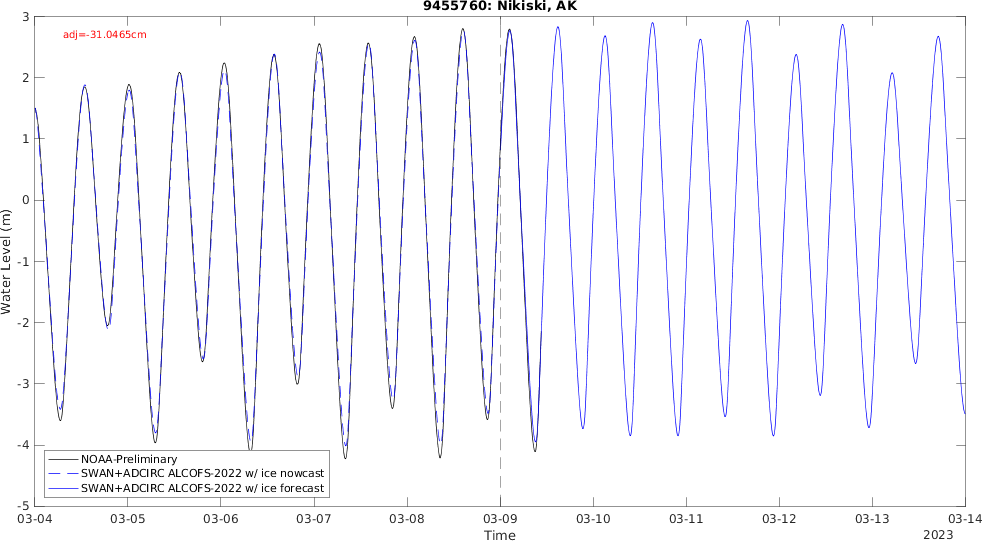 9455760: Nikiski, AK
adj=-31.0465cm
3
2
1
0
-1
-2
-3
-4
-5
Water Level (m)
NOAA-Preliminary
SWAN+ADCIRC ALCOFS-2022 w/ ice nowcast
SWAN+ADCIRC ALCOFS-2022 w/ ice forecast
03-04 03-05 03-06 03-07 03-08 03-09 03-10 03-11 03-12 03-13 03-14
Time
2023